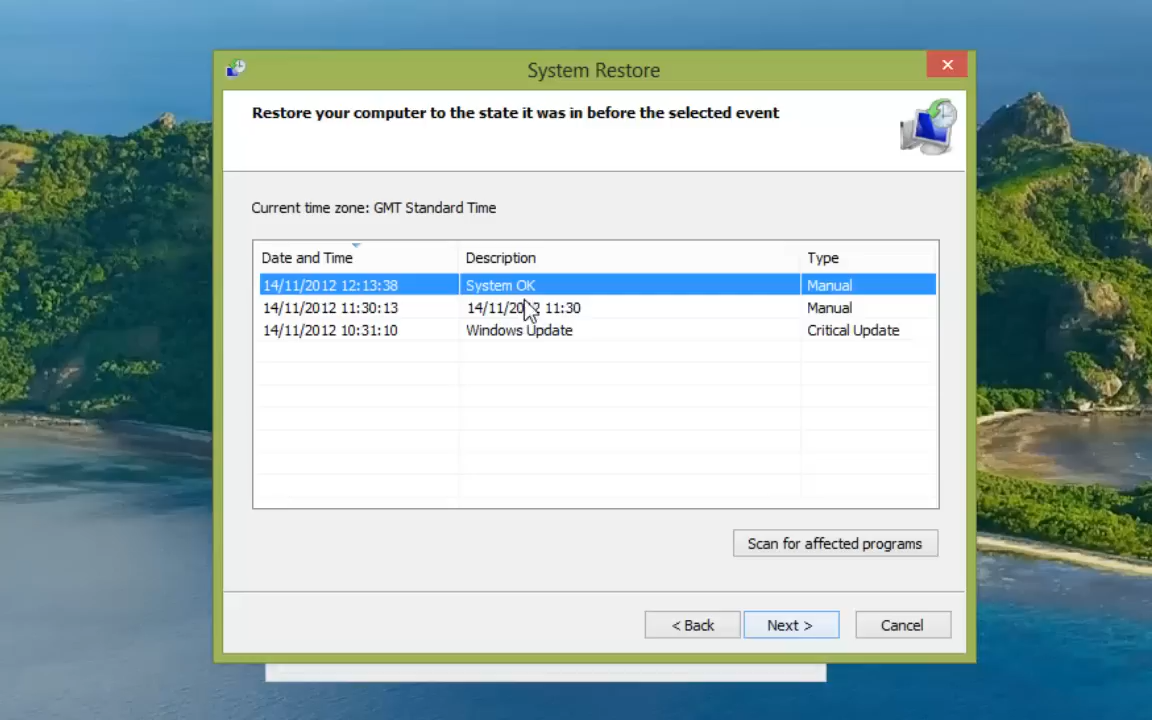 System Restore
Restore your computer to the state it was in before the selected event
Current time zone: GMT Standard Time
Date and Time Description Type
14/11/2012 12:13:38 System OK Manual
14/11/2012 11:30:13 14/11/2012 11:30 Manual
14/11/2012 10:31:10 Windows Update Critical Update
Scan for affected programs
< Back Next > Cancel